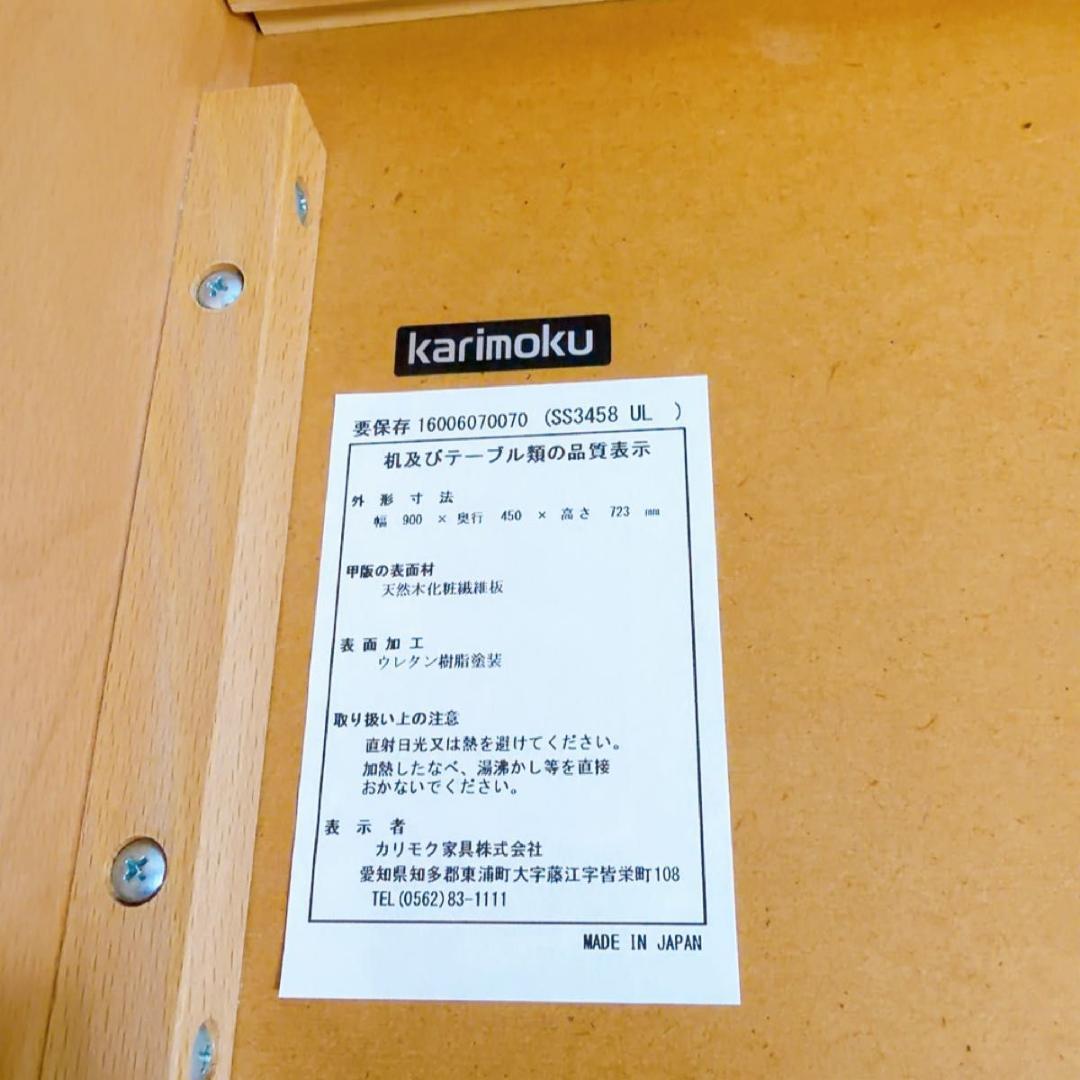 karimoku
要保存 16006070070 (SS3458 UL )
机及びテーブル類の品質表示
外形寸法
幅 900 × 奥行 450 × 高さ 723 mm
甲版の表面材
天然木化粧繊維板
表面加工
ウレタン樹脂塗装
取り扱い上の注意
直射日光又は熱を避けてください。
加熱したなべ、湯沸かし等を直接
おかないでください。
表示者
カリモク家具株式会社
愛知県知多郡東浦町大字藤江字皆栄町108
TEL(0562)83-1111
MADE IN JAPAN